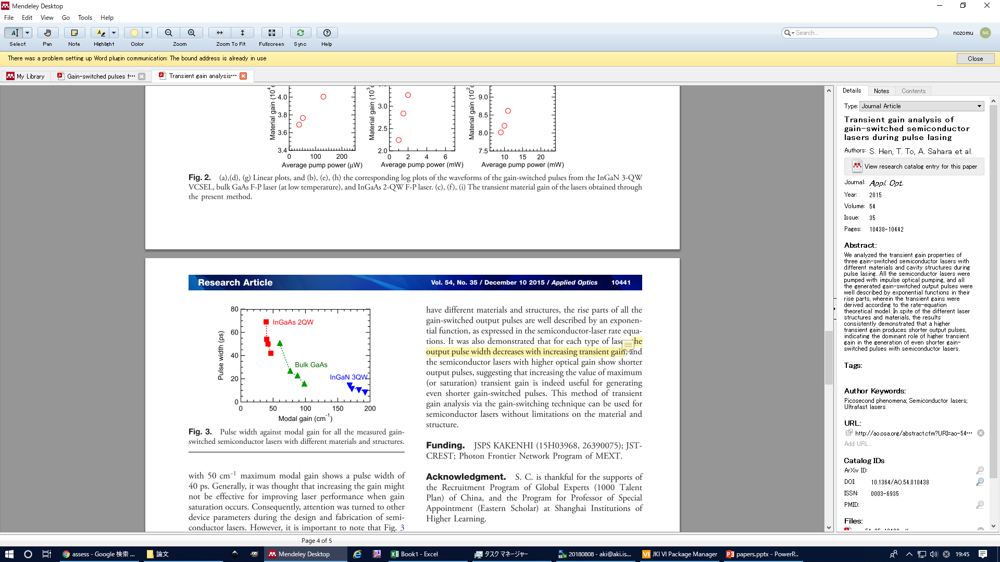 Mendeley Desktop
File Edit View Go Tools Help
Select Pan Note Highlight Color Zoom Zoom To Fit Fullscreen Sync Help
Search...
nozomu NK
There was a problem setting up Word plugin communication: The bound address is already in use
Close
My Library
Gain-switched pulses f···
Transient gain analysis···
Material gain (10⁴
4.0
3.8
3.6
3.4
0 100 200
Average pump power (μW)
Material gain (10³
3.0
2.5
2.0
0 2 4 6
Average pump power (mW)
Material gain (10²
9.0
8.5
8.0
7.5
10 15 20
Average pump power (mW)
Fig. 2. (a),(d), (g) Linear plots, and (b), (e), (h) the corresponding log plots of the waveforms of the gain-switched pulses from the InGaN 3-QW
VCSEL, bulk GaAs F-P laser (at low temperature), and InGaAs 2-QW F-P laser. (c), (f), (i) The transient material gain of the lasers obtained through
the present method.
Research Article
Vol. 54, No. 35 / December 10 2015 / Applied Optics 10441
80
60
40
20
0
Pulse width (ps)
InGaAs 2QW
Bulk GaAs
InGaN 3QW
0 50 100 150 200
Modal gain (cm⁻¹)
Fig. 3. Pulse width against modal gain for all the measured gain-
switched semiconductor lasers with different materials and structures.
with 50 cm⁻¹ maximum modal gain shows a pulse width of
40 ps. Generally, it was thought that increasing the gain might
not be effective for improving laser performance when gain
saturation occurs. Consequently, attention was turned to other
device parameters during the design and fabrication of semi-
conductor lasers. However, it is important to note that Fig. 3
have different materials and structures, the rise parts of all the
gain-switched output pulses are well described by an exponen-
tial function, as expressed in the semiconductor-laser rate equa-
tions. It was also demonstrated that for each type of laser, the
output pulse width decreases with increasing transient gain, and
the semiconductor lasers with higher optical gain show shorter
output pulses, suggesting that increasing the value of maximum
(or saturation) transient gain is indeed useful for generating
even shorter gain-switched pulses. This method of transient
gain analysis via the gain-switching technique can be used for
semiconductor lasers without limitations on the material and
structure.
Funding. JSPS KAKENHI (15H03968, 26390075); JST-
CREST; Photon Frontier Network Program of MEXT.
Acknowledgment. S. C. is thankful for the supports of
the Recruitment Program of Global Experts (1000 Talent
Plan) of China, and the Program for Professor of Special
Appointment (Eastern Scholar) at Shanghai Institutions of
Higher Learning.
Page 4 of 5
Details Notes Contents
Type: Journal Article
Transient gain analysis of
gain-switched semiconductor
lasers during pulse lasing
Authors: S. Hen, T. To, A. Sahara et al.
View research catalog entry for this paper
Journal: Appl. Opt.
Year: 2015
Volume: 54
Issue: 35
Pages: 10438-10442
Abstract:
We analyzed the transient gain properties of
three gain-switched semiconductor lasers with
different materials and cavity structures during
pulse lasing. All the semiconductor lasers were
pumped with impulse optical pumping, and all
the generated gain-switched output pulses were
well described by exponential functions in their
rise parts, wherein the transient gains were
derived according to the rate-equation
theoretical model. In spite of the different laser
structures and materials, the results
consistently demonstrated that a higher
transient gain produces shorter output pulses,
indicating the dominant role of higher transient
gain in the generation of even shorter gain-
switched pulses with semiconductor lasers.
Tags:
Author Keywords:
Picosecond phenomena; Semiconductor lasers;
Ultrafast lasers
URL:
http://ao.osa.org/abstract.cfm?URI=ao-54···
Add URL...
Catalog IDs
ArXiv ID:
DOI: 10.1364/AO.54.010438
ISSN: 0003-6935
PMID:
Files:
assess - Google 検索 ...
論文
Mendeley Desktop
Book1 - Excel
タスク マネージャー
20180808 - aki@aki.is...
JKI VI Package Manager
papers.pptx - PowerP...
19:45